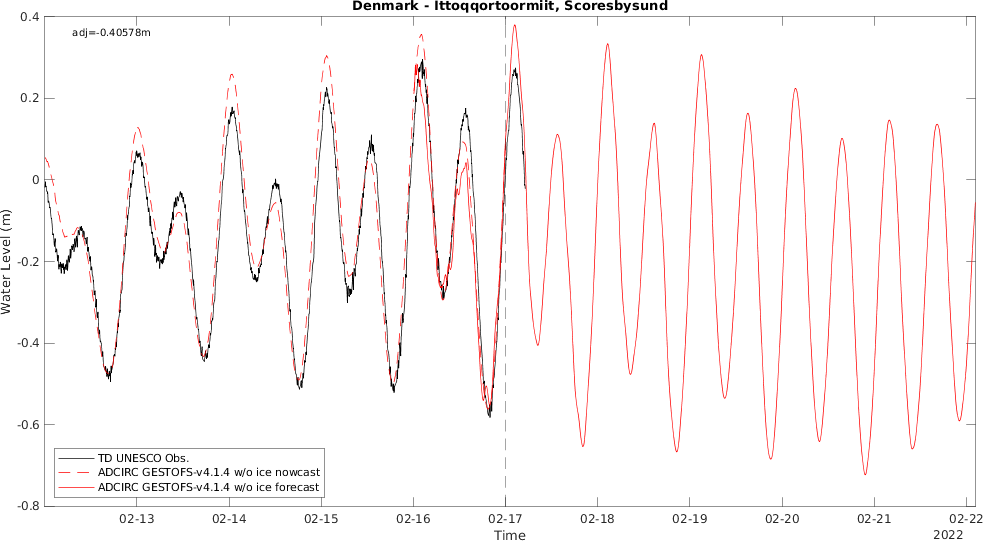 Denmark - Ittoqqortoormiit, Scoresbysund
adj=-0.40578m
0.4
0.2
0
-0.2
-0.4
-0.6
-0.8
Water Level (m)
TD UNESCO Obs.
ADCIRC GESTOFS-v4.1.4 w/o ice nowcast
ADCIRC GESTOFS-v4.1.4 w/o ice forecast
02-13 02-14 02-15 02-16 02-17 02-18 02-19 02-20 02-21 02-22
Time
2022